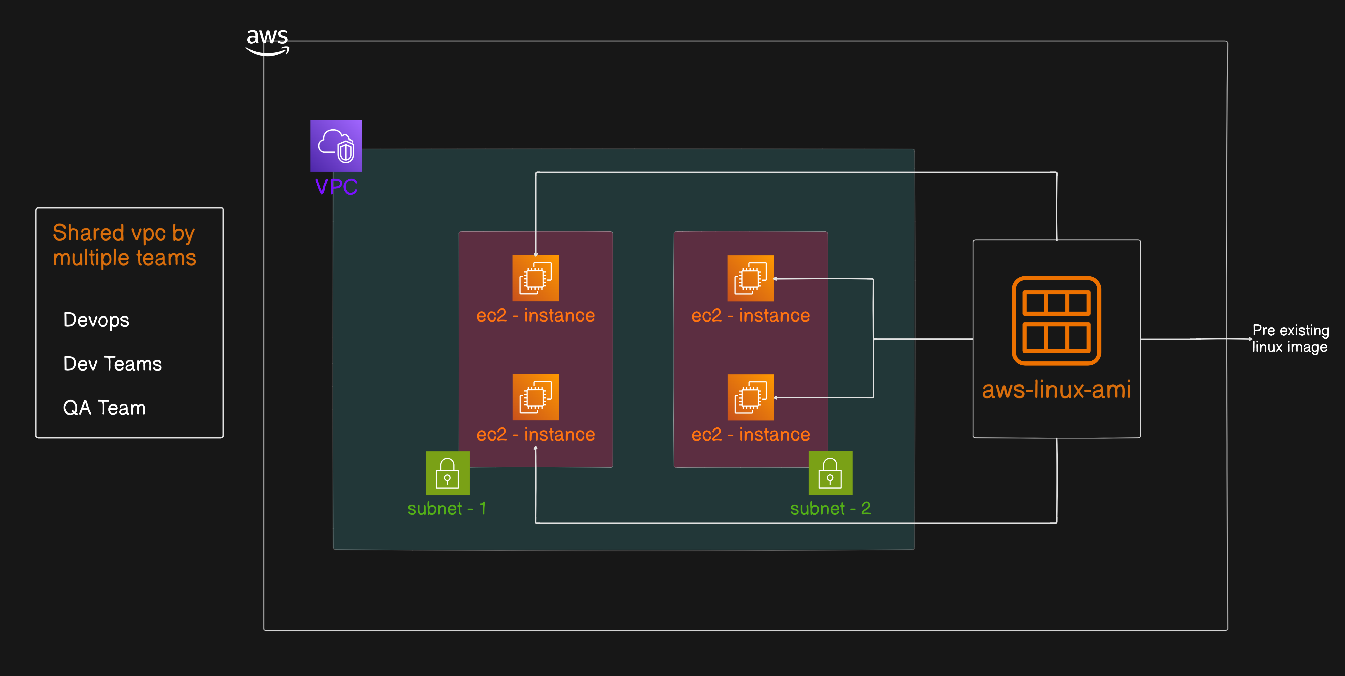 aws
VPC
Shared vpc by
multiple teams
Devops
Dev Teams
QA Team
ec2 - instance
ec2 - instance
ec2 - instance
ec2 - instance
subnet - 1
subnet - 2
aws-linux-ami
Pre existing
linux image